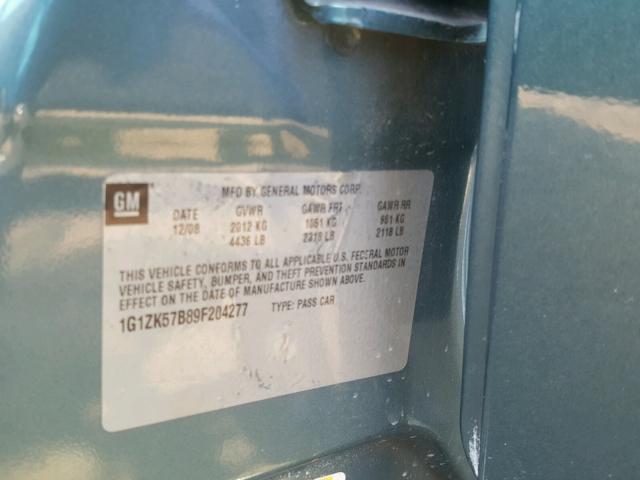 GM
MFD BY GENERAL MOTORS CORP.
DATE GVWR GAWR FRT GAWR RR
12/08 2012 KG 1051 KG 961 KG
4436 LB 2318 LB 2118 LB
THIS VEHICLE CONFORMS TO ALL APPLICABLE U.S. FEDERAL MOTOR
VEHICLE SAFETY, BUMPER, AND THEFT PREVENTION STANDARDS IN
EFFECT ON THE DATE OF MANUFACTURE SHOWN ABOVE.
1G1ZK57B89F204277 TYPE: PASS CAR